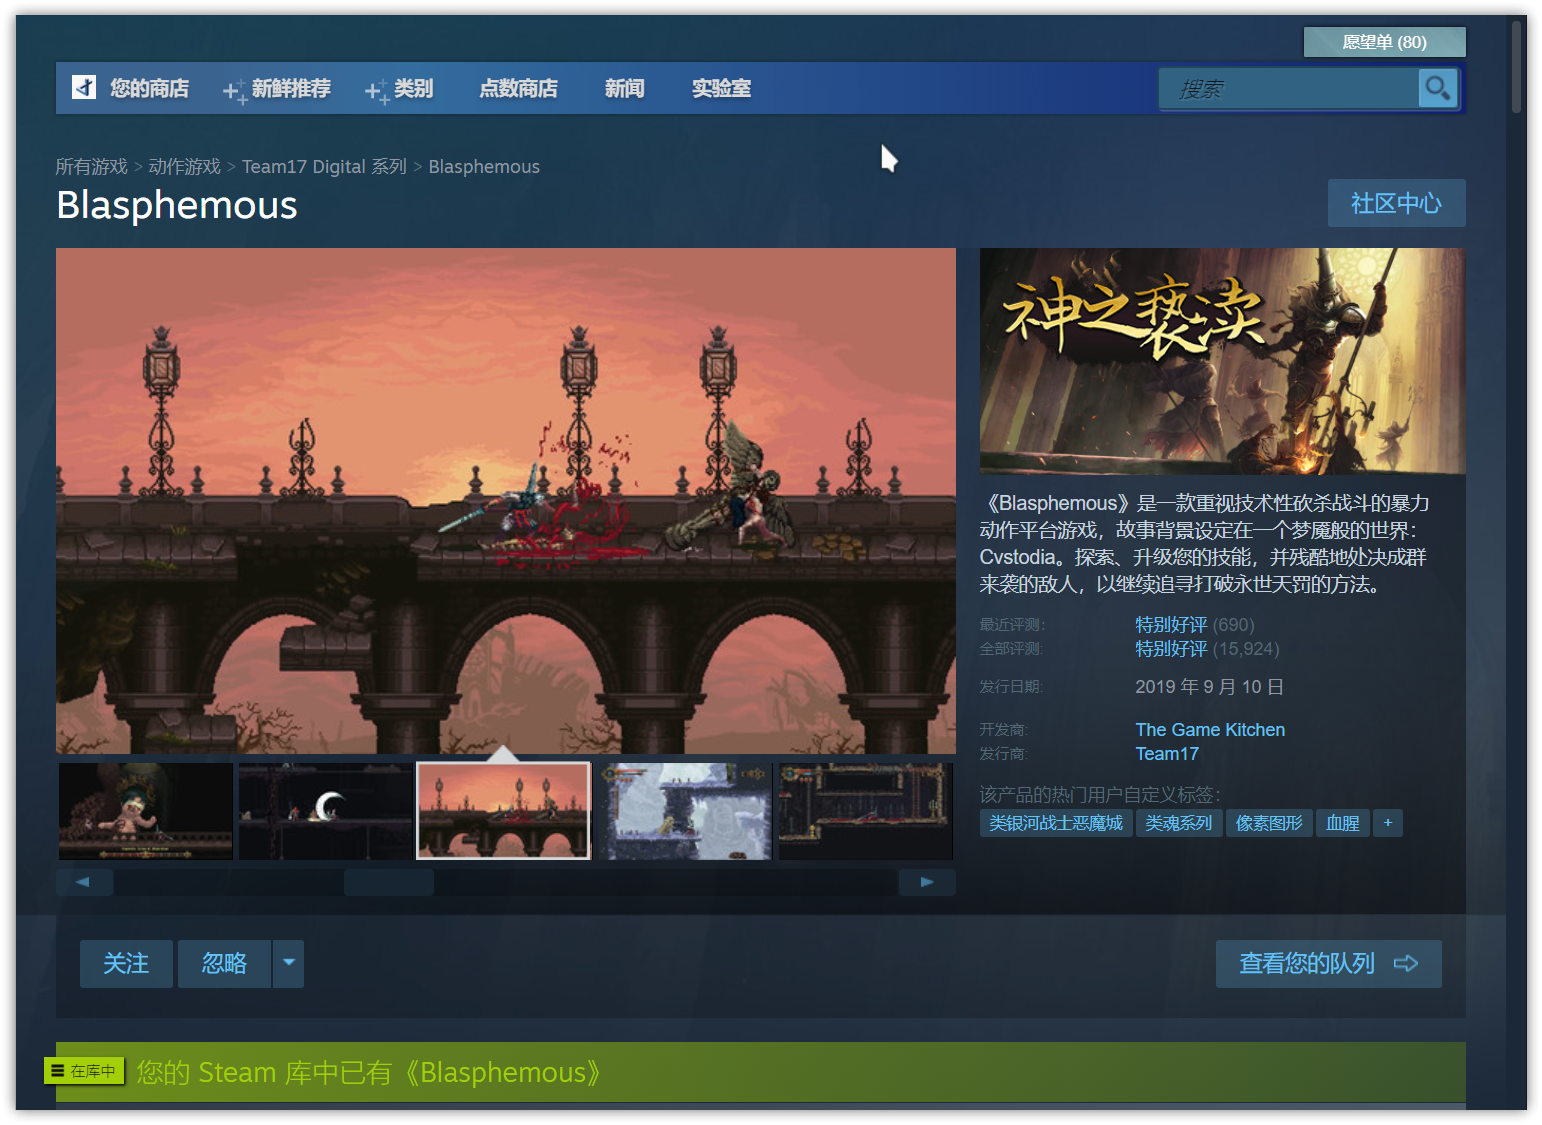 愿望单 (80)
您的商店
新鲜推荐
类别
点数商店
新闻
实验室
搜索
所有游戏 > 动作游戏 > Team17 Digital 系列 > Blasphemous
Blasphemous
社区中心
神之亵渎
《Blasphemous》是一款重视技术性砍杀战斗的暴力
动作平台游戏，故事背景设定在一个梦魇般的世界：
Cvstodia。探索、升级您的技能，并残酷地处决成群
来袭的敌人，以继续追寻打破永世天罚的方法。
最近评测： 特别好评 (690)
全部评测: 特别好评 (15,924)
发行日期: 2019 年 9 月 10 日
开发商: The Game Kitchen
发行商: Team17
该产品的热门用户自定义标签：
类银河战士恶魔城 类魂系列 像素图形 血腥 +
关注
忽略
查看您的队列
在库中
您的 Steam 库中已有《Blasphemous》